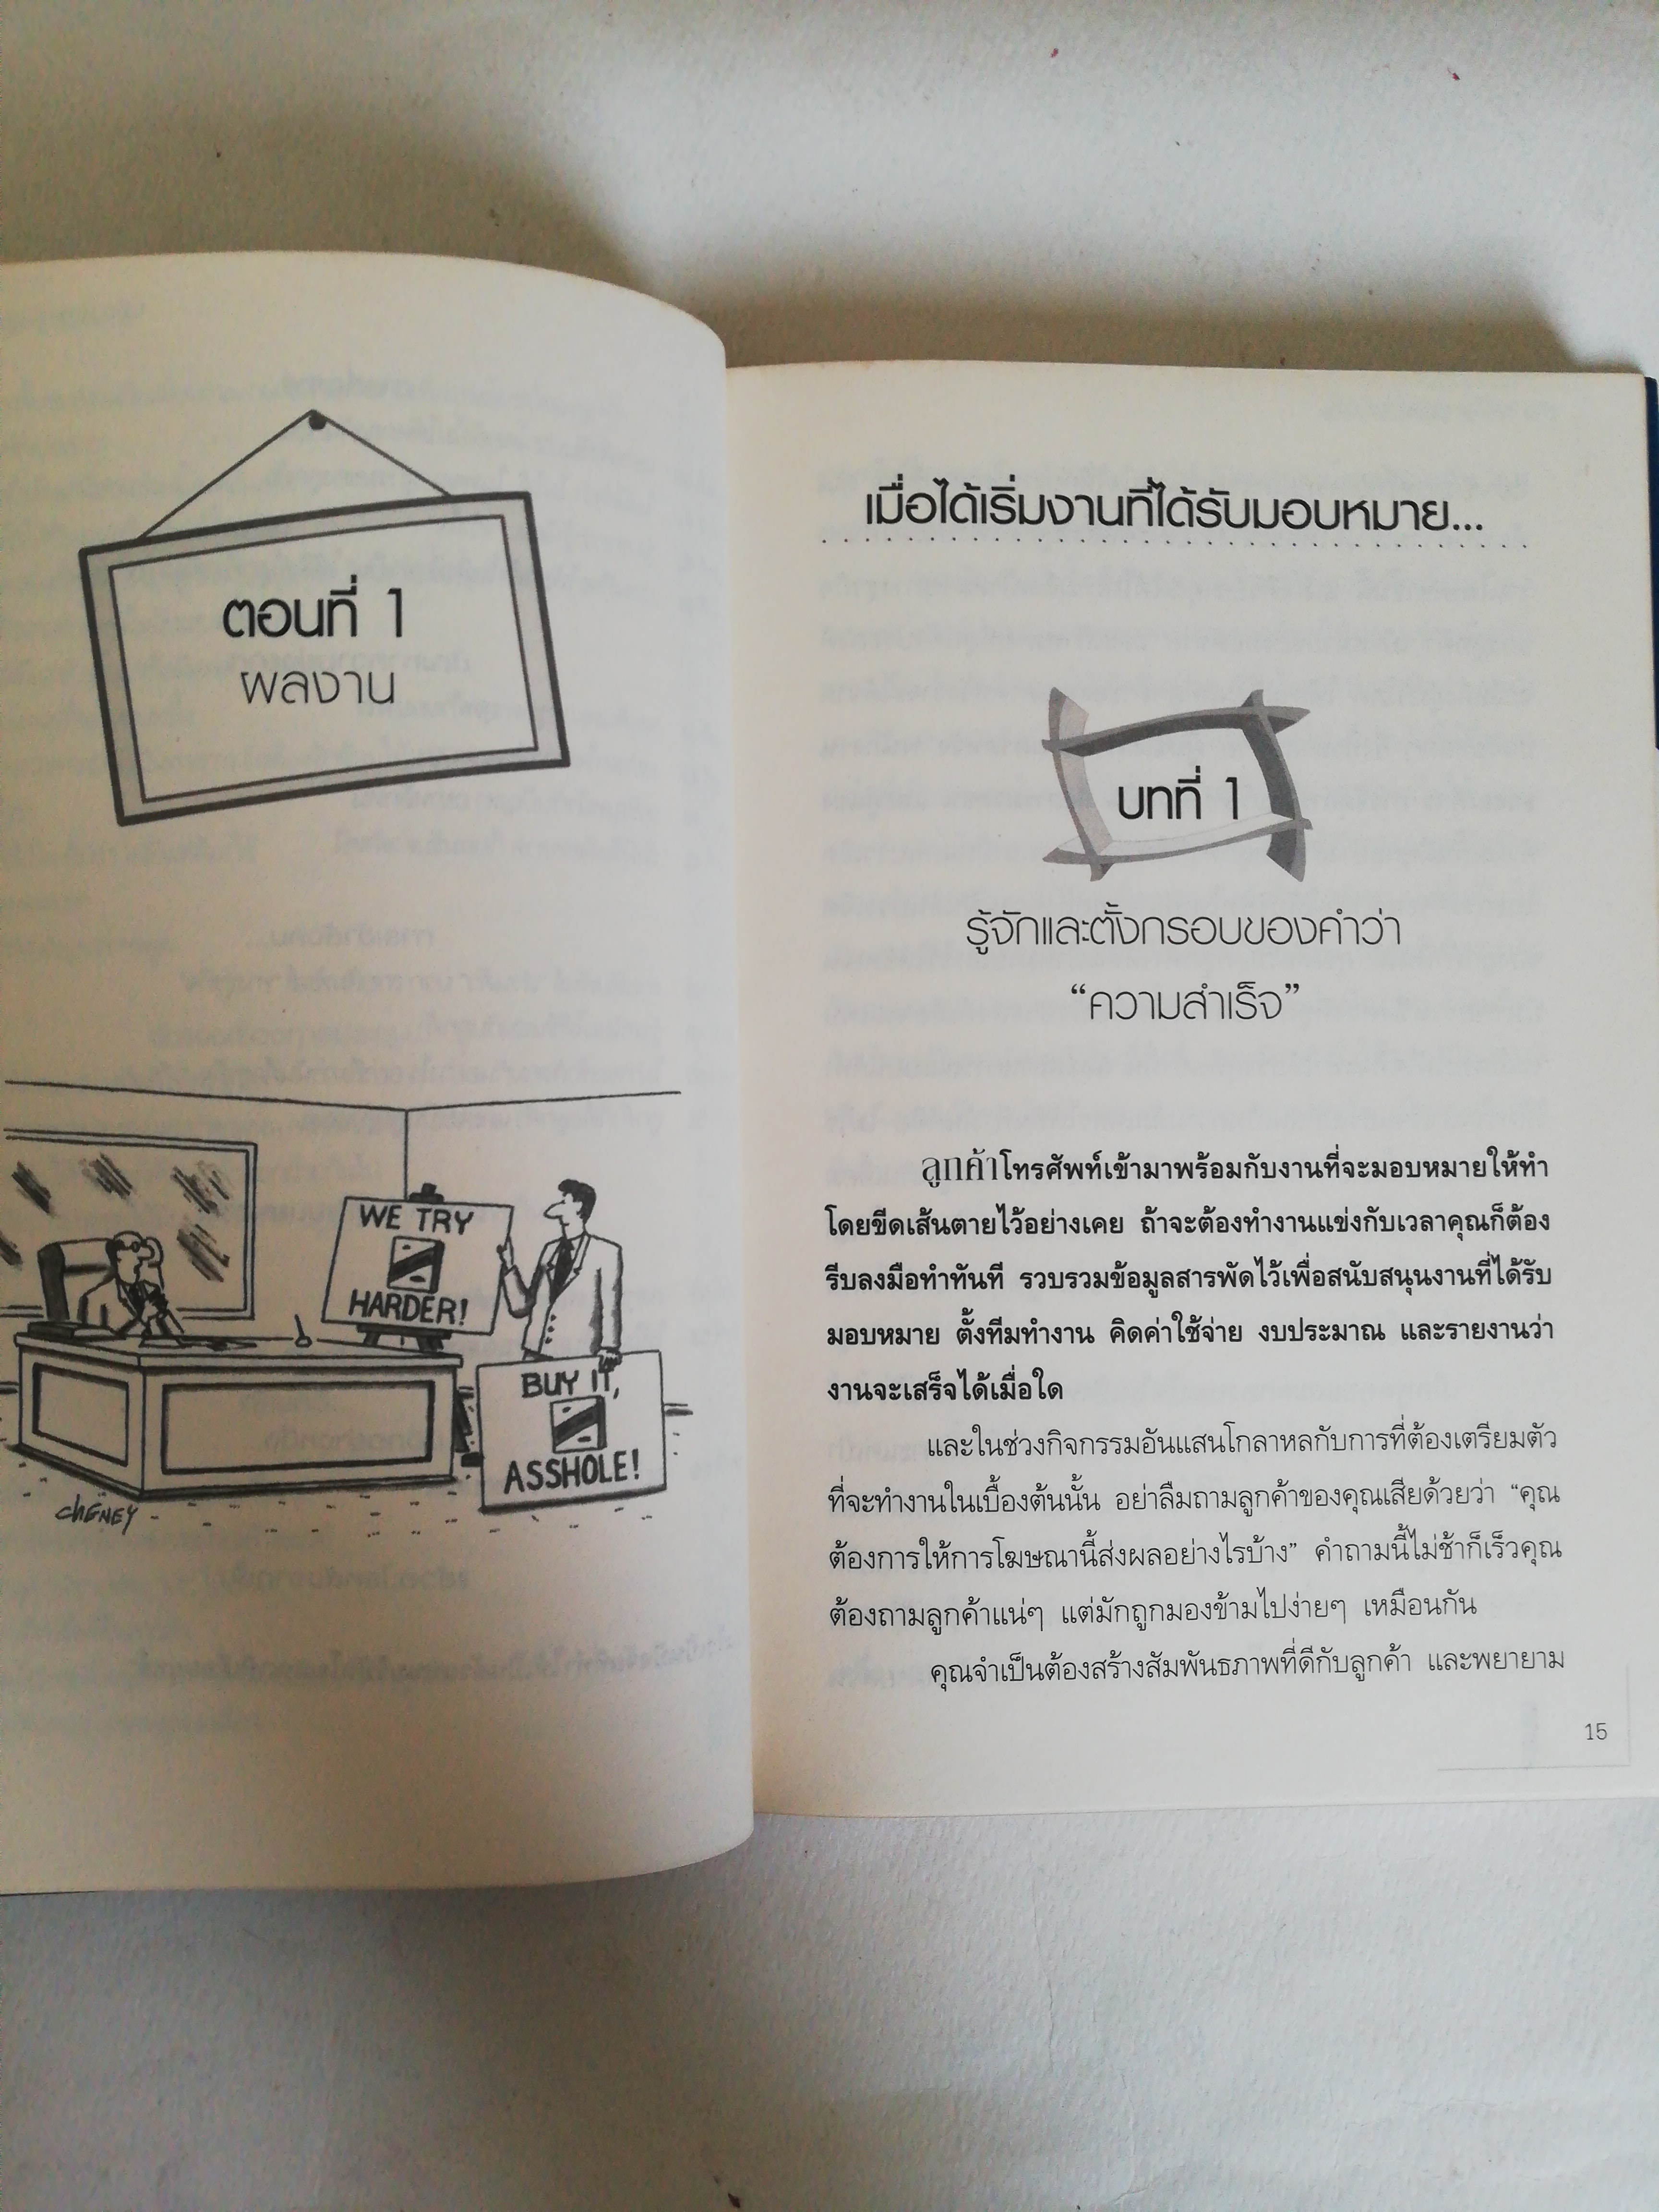 ตอนที่ 1
ผลงาน
WE TRY
HARDER!
BUY IT,
ASSHOLE!
CHENEY
เมื่อได้เริ่มงานที่ได้รับมอบหมาย...
บทที่ 1
รู้จักและตั้งกรอบของคำว่า
“ความสำเร็จ”
ลูกค้าโทรศัพท์เข้ามาพร้อมกับงานที่จะมอบหมายให้ทำ
โดยขีดเส้นตายไว้อย่างเคย ถ้าจะต้องทำงานแข่งกับเวลาคุณก็ต้อง
รีบลงมือทำทันที รวบรวมข้อมูลสารพัดไว้เพื่อสนับสนุนงานที่ได้รับ
มอบหมาย ตั้งทีมทำงาน คิดค่าใช้จ่าย งบประมาณ และรายงานว่า
งานจะเสร็จได้เมื่อใด
และในช่วงกิจกรรมอันแสนโกลาหลกับการที่ต้องเตรียมตัว
ที่จะทำงานในเบื้องต้นนั้น อย่าลืมถามลูกค้าของคุณเสียด้วยว่า “คุณ
ต้องการให้การโฆษณานี้ส่งผลอย่างไรบ้าง” คำถามนี้ไม่ช้าก็เร็วคุณ
ต้องถามลูกค้าแน่ๆ แต่มักถูกมองข้ามไปง่ายๆ เหมือนกัน
คุณจำเป็นต้องสร้างสัมพันธภาพที่ดีกับลูกค้า และพยายาม
15